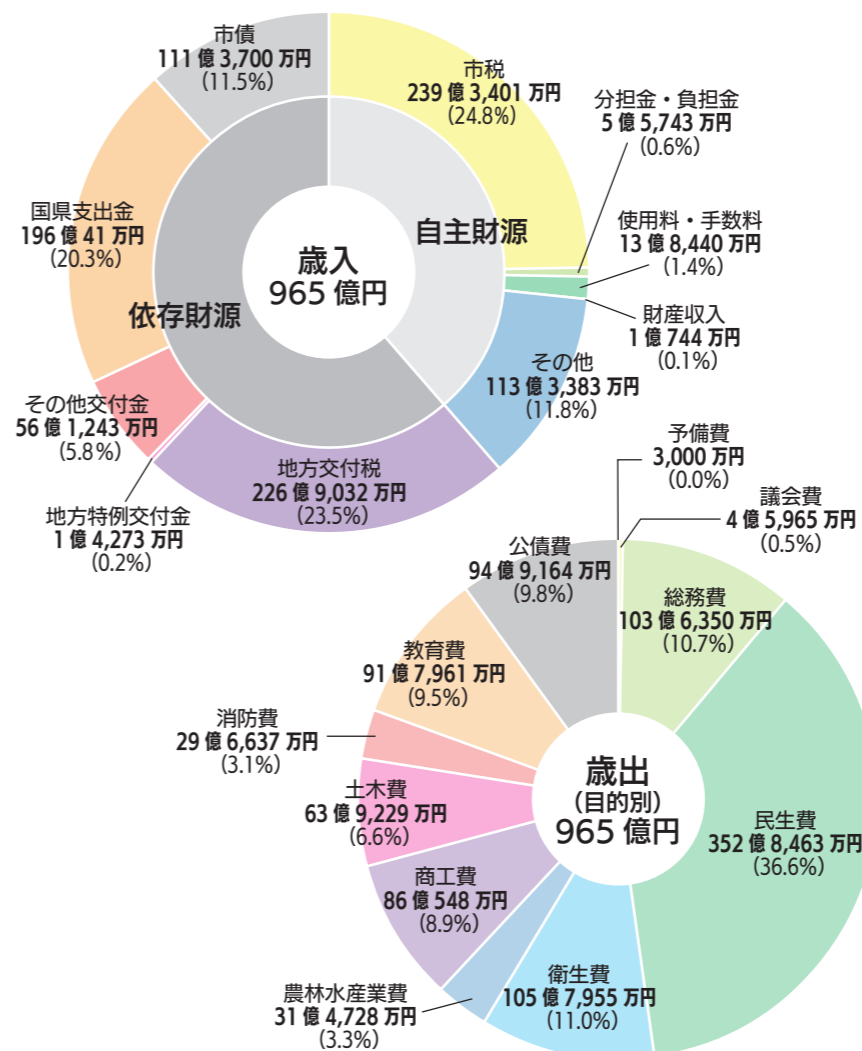 歳入
965 億円
自主財源
依存財源
市税
239 億 3,401 万円
(24.8%)
分担金・負担金
5 億 5,743 万円
(0.6%)
使用料・手数料
13 億 8,440 万円
(1.4%)
財産収入
1 億 744 万円
(0.1%)
その他
113 億 3,383 万円
(11.8%)
地方交付税
226 億 9,032 万円
(23.5%)
地方特例交付金
1 億 4,273 万円
(0.2%)
その他交付金
56 億 1,243 万円
(5.8%)
国県支出金
196 億 41 万円
(20.3%)
市債
111 億 3,700 万円
(11.5%)
歳出
(目的別)
965 億円
予備費
3,000 万円
(0.0%)
議会費
4 億 5,965 万円
(0.5%)
総務費
103 億 6,350 万円
(10.7%)
民生費
352 億 8,463 万円
(36.6%)
衛生費
105 億 7,955 万円
(11.0%)
農林水産業費
31 億 4,728 万円
(3.3%)
商工費
86 億 548 万円
(8.9%)
土木費
63 億 9,229 万円
(6.6%)
消防費
29 億 6,637 万円
(3.1%)
教育費
91 億 7,961 万円
(9.5%)
公債費
94 億 9,164 万円
(9.8%)